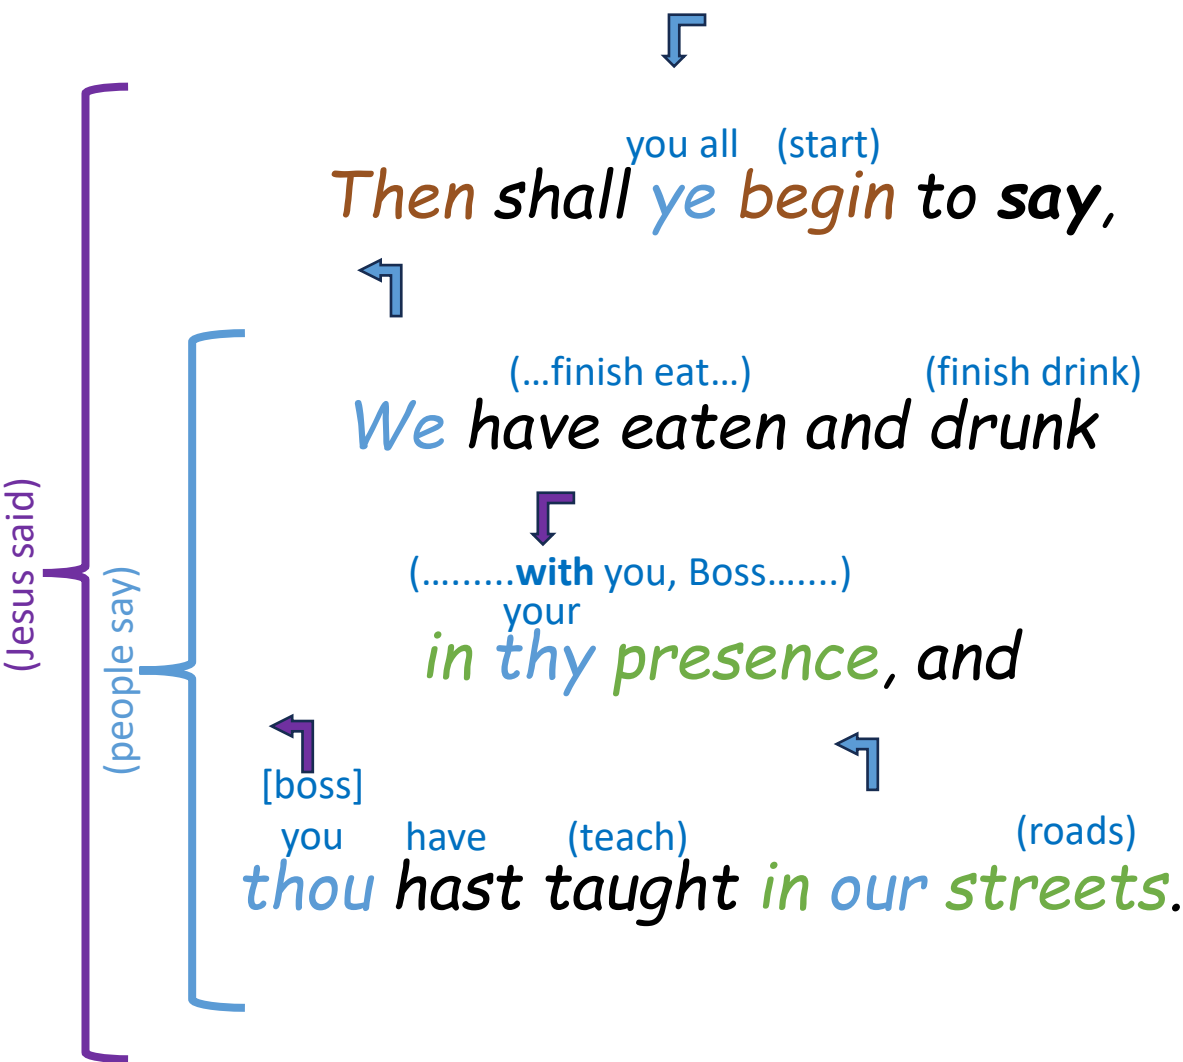 you all (start)
Then shall ye begin to say,
(...finish eat...) (finish drink)
We have eaten and drunk
(…......with you, Boss…....)
your
in thy presence, and
[boss]
you have (teach) (roads)
thou hast taught in our streets.
(Jesus said)
(people say)